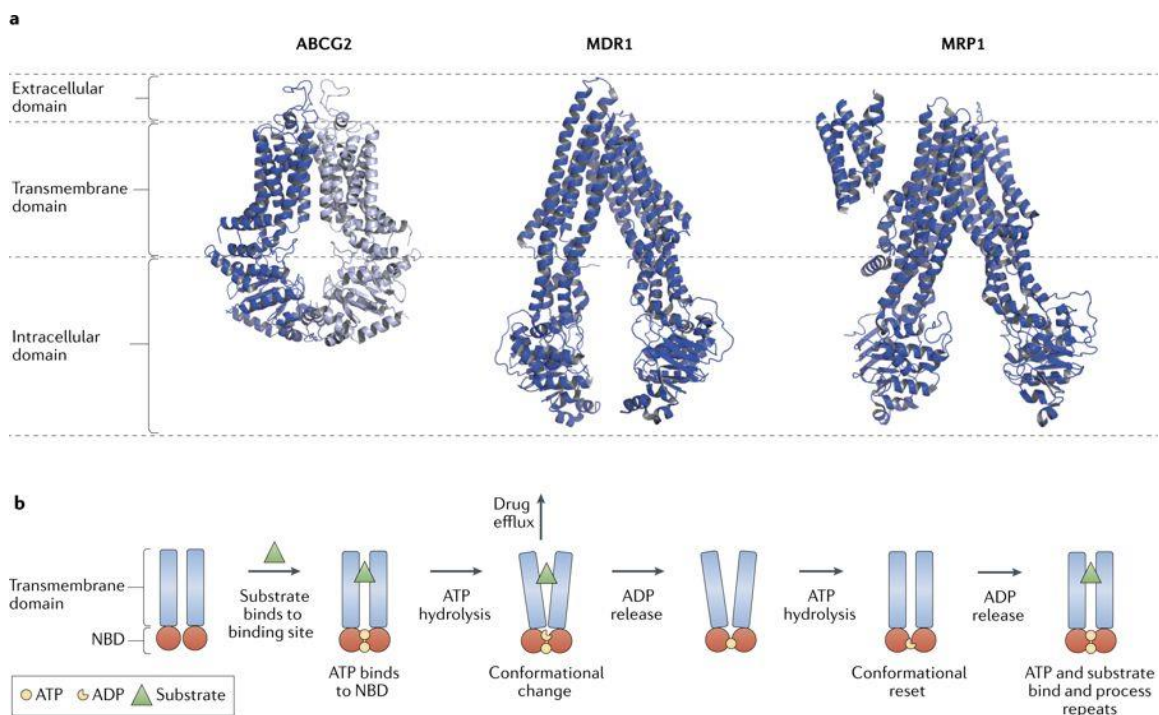 a
ABCG2
MDR1
MRP1
Extracellular
domain
Transmembrane
domain
Intracellular
domain
b
Drug
efflux
Transmembrane
domain
NBD
Substrate
binds to
binding site
ATP binds
to NBD
ATP
hydrolysis
Conformational
change
ADP
release
ATP
hydrolysis
Conformational
reset
ADP
release
ATP and substrate
bind and process
repeats
ATP ADP Substrate